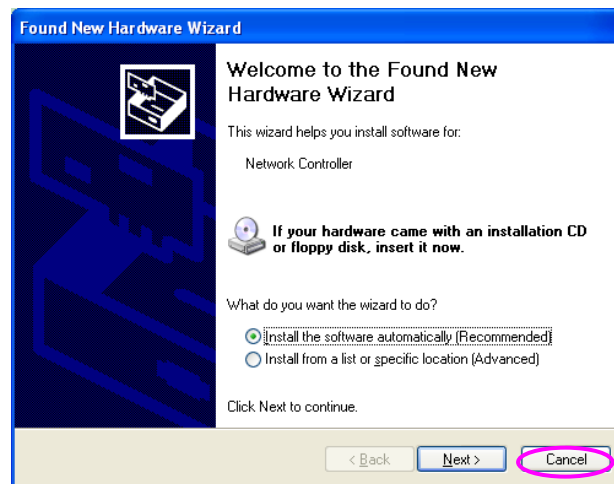 Found New Hardware Wizard
Welcome to the Found New
Hardware Wizard
This wizard helps you install software for:
Network Controller
If your hardware came with an installation CD
or floppy disk, insert it now.
What do you want the wizard to do?
Install the software automatically (Recommended)
Install from a list or specific location (Advanced)
Click Next to continue.
< Back Next > Cancel